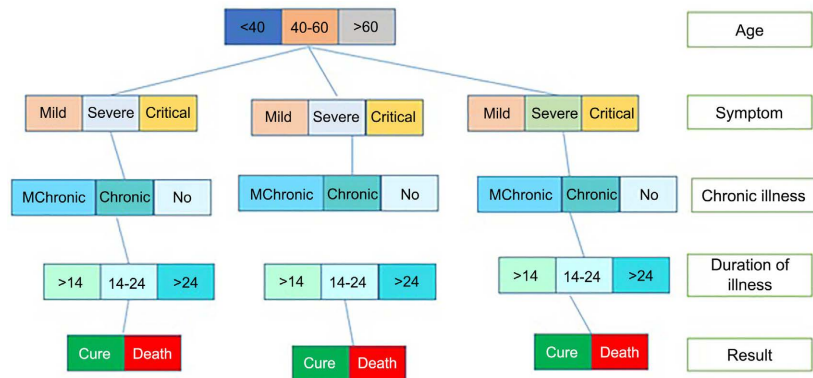 <40 40-60 >60 Age
Mild Severe Critical Mild Severe Critical Mild Severe Critical Symptom
MChronic Chronic No MChronic Chronic No MChronic Chronic No Chronic illness
>14 14-24 >24 >14 14-24 >24 >14 14-24 >24 Duration of
illness
Cure Death Cure Death Cure Death Result